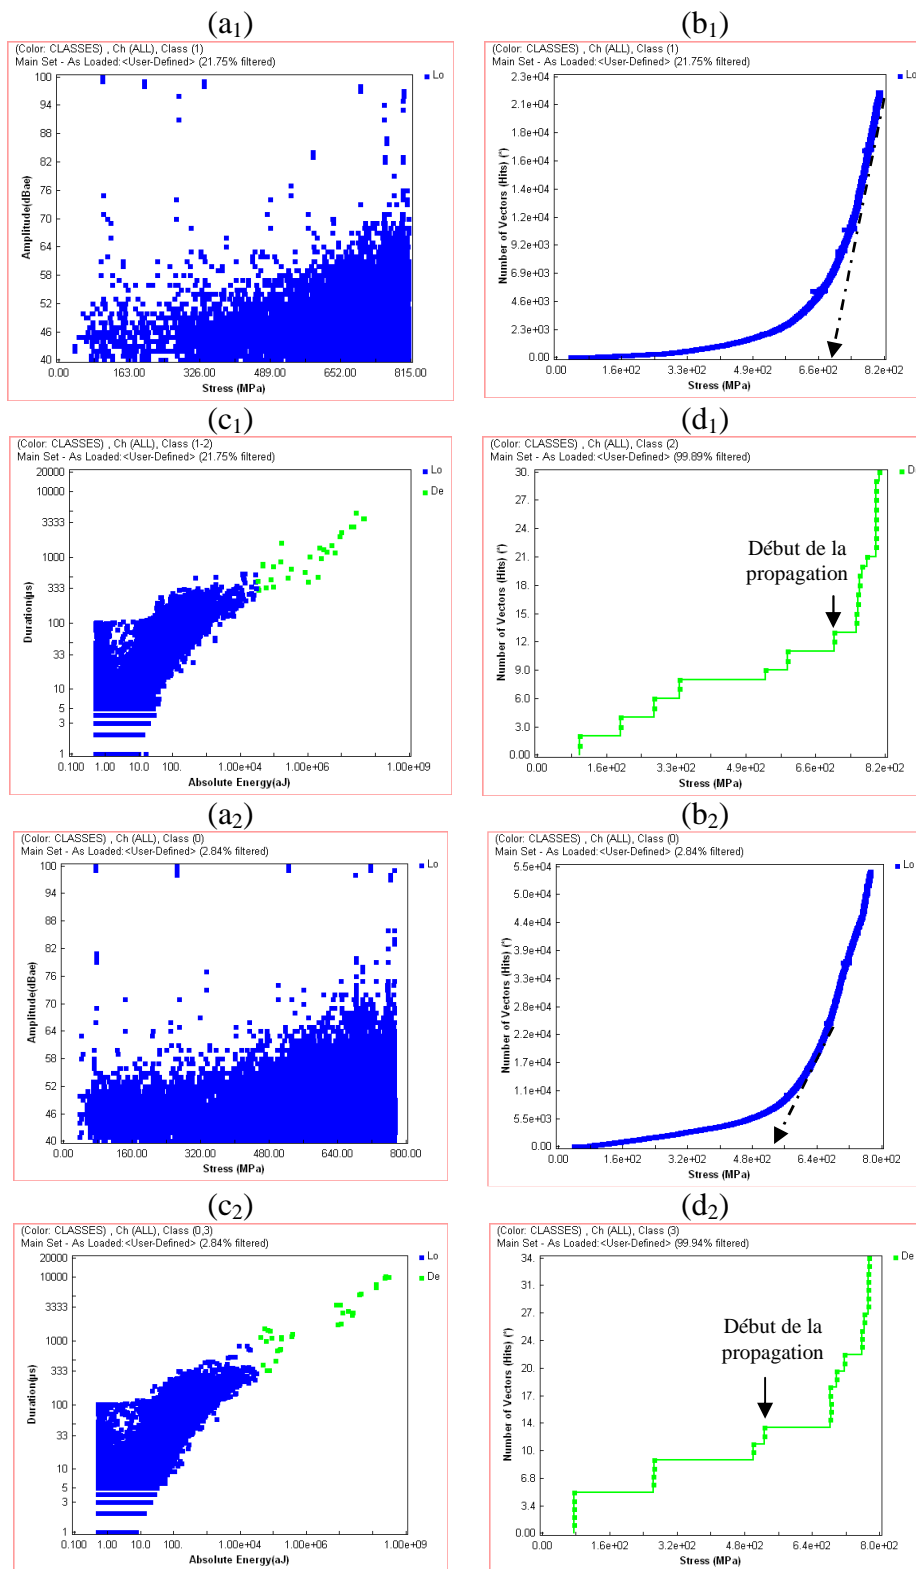 (a₁)
(Color: CLASSES) , Ch (ALL), Class (1)
Main Set - As Loaded:<User-Defined> (21.75% filtered)
Lo
Amplitude(dBae)
100
94
88
82
76
70
64
58
52
46
40
0.00 163.00 326.00 489.00 652.00 815.00
Stress (MPa)
(b₁)
(Color: CLASSES) , Ch (ALL), Class (1)
Main Set - As Loaded:<User-Defined> (21.75% filtered)
Lo
Number of Vectors (Hits) (*)
2.3e+04
2.1e+04
1.8e+04
1.6e+04
1.4e+04
1.2e+04
9.2e+03
6.9e+03
4.6e+03
2.3e+03
0.00
0.00 1.6e+02 3.3e+02 4.9e+02 6.6e+02 8.2e+02
Stress (MPa)
(c₁)
(Color: CLASSES) , Ch (ALL), Class (1-2)
Main Set - As Loaded:<User-Defined> (21.75% filtered)
Lo
De
Duration(µs)
20000
10000
3333
1000
333
100
33
10
5
3
1
0.100 1.00 10.0 100. 1.00e+04 1.00e+06 1.00e+09
Absolute Energy(aJ)
(d₁)
(Color: CLASSES) , Ch (ALL), Class (2)
Main Set - As Loaded:<User-Defined> (99.89% filtered)
D
Number of Vectors (Hits) (*)
30.
27.
24.
21.
18.
15.
12.
9.0
6.0
3.0
0.00
Début de la
propagation
0.00 1.6e+02 3.3e+02 4.9e+02 6.6e+02 8.2e+02
Stress (MPa)
(a₂)
(Color: CLASSES) , Ch (ALL), Class (0)
Main Set - As Loaded:<User-Defined> (2.84% filtered)
Lo
Amplitude(dBae)
100
94
88
82
76
70
64
58
52
46
40
0.00 160.00 320.00 480.00 640.00 800.00
Stress (MPa)
(b₂)
(Color: CLASSES) , Ch (ALL), Class (0)
Main Set - As Loaded:<User-Defined> (2.84% filtered)
Lo
Number of Vectors (Hits) (*)
5.5e+04
5.0e+04
4.4e+04
3.9e+04
3.3e+04
2.8e+04
2.2e+04
1.7e+04
1.1e+04
5.5e+03
0.00
0.00 1.6e+02 3.2e+02 4.8e+02 6.4e+02 8.0e+02
Stress (MPa)
(c₂)
(Color: CLASSES) , Ch (ALL), Class (0,3)
Main Set - As Loaded:<User-Defined> (2.84% filtered)
Lo
De
Duration(µs)
20000
10000
3333
1000
333
100
33
10
5
3
1
0.100 1.00 10.0 100. 1.00e+04 1.00e+06 1.00e+09
Absolute Energy(aJ)
(d₂)
(Color: CLASSES) , Ch (ALL), Class (3)
Main Set - As Loaded:<User-Defined> (99.94% filtered)
De
Number of Vectors (Hits) (*)
34.
31.
27.
24.
20.
17.
14.
10.
6.8
3.4
0.00
Début de la
propagation
0.00 1.6e+02 3.2e+02 4.8e+02 6.4e+02 8.0e+02
Stress (MPa)